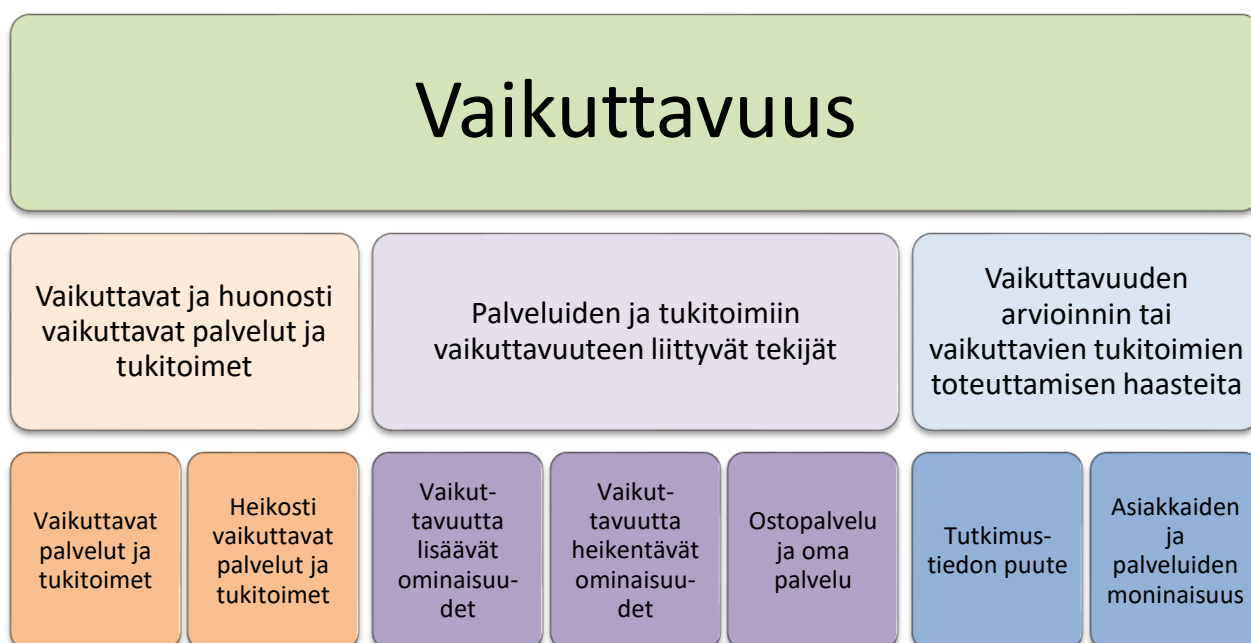 Vaikuttavuus
Vaikuttavat ja huonosti
vaikuttavat palvelut ja
tukitoimet
Palveluiden ja tukitoimiin
vaikuttavuuteen liittyvät tekijät
Vaikuttavuuden
arvioinnin tai
vaikuttavien tukitoimien
toteuttamisen haasteita
Vaikuttavat
palvelut ja
tukitoimet
Heikosti
vaikuttavat
palvelut ja
tukitoimet
Vaikut-
tavuutta
lisäävät
ominaisuu-
det
Vaikut-
tavuutta
heikentävät
ominaisuu-
det
Ostopalvelu
ja oma
palvelu
Tutkimus-
tiedon puute
Asiakkaiden
ja
palveluiden
moninaisuus